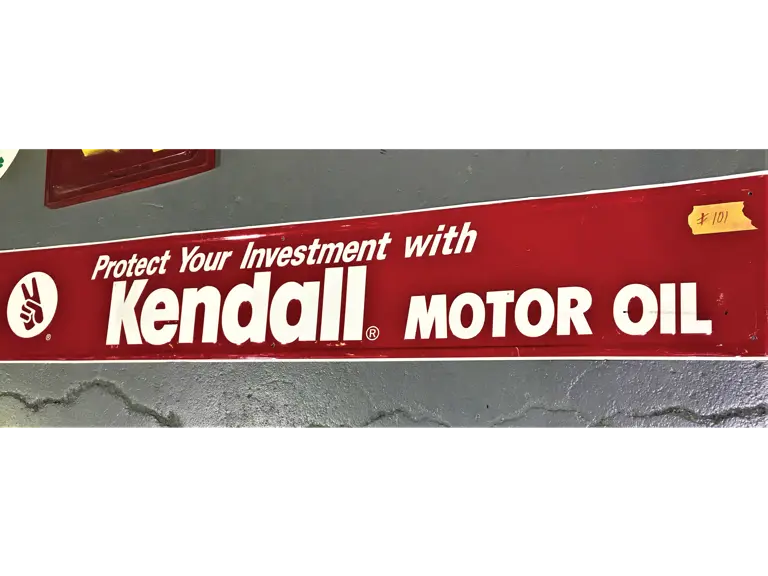 Protect Your Investment with
Kendall® MOTOR OIL
®
# 101